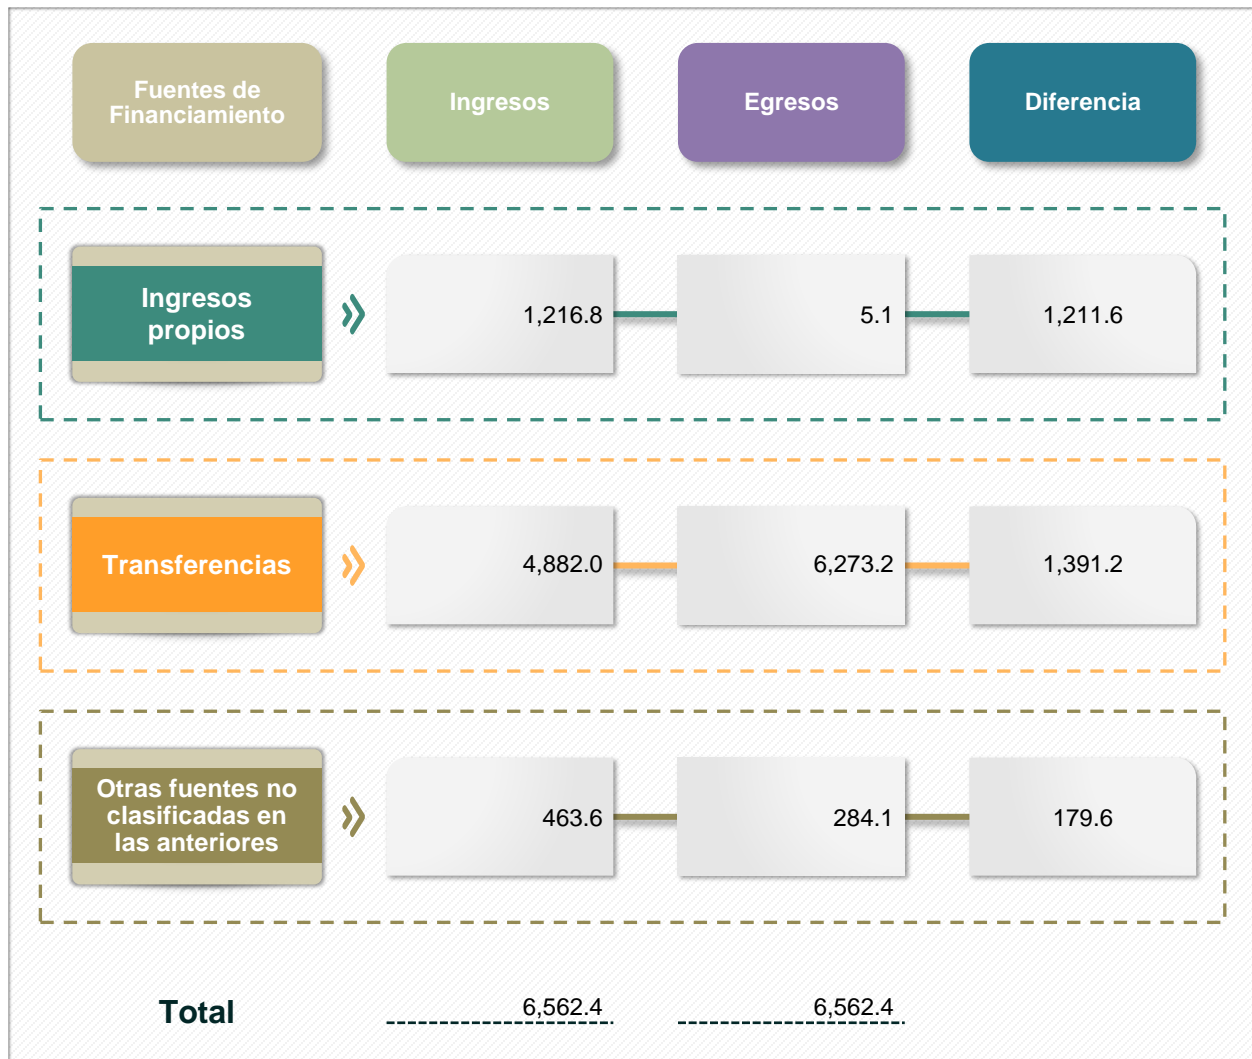 Fuentes de
Financiamiento
Ingresos
Egresos
Diferencia
Ingresos
propios
1,216.8
5.1
1,211.6
Transferencias
4,882.0
6,273.2
1,391.2
Otras fuentes no
clasificadas en
las anteriores
463.6
284.1
179.6
Total
6,562.4
6,562.4